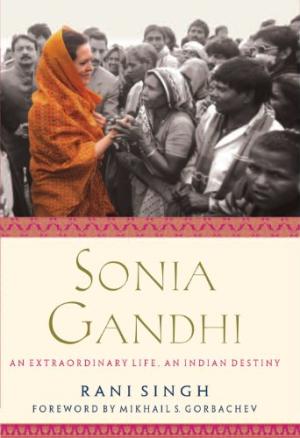 SONIA
GANDHI
AN EXTRAORDINARY LIFE, AN INDIAN DESTINY
RANI SINGH
FOREWORD BY MIKHAIL S. GORBACHEV